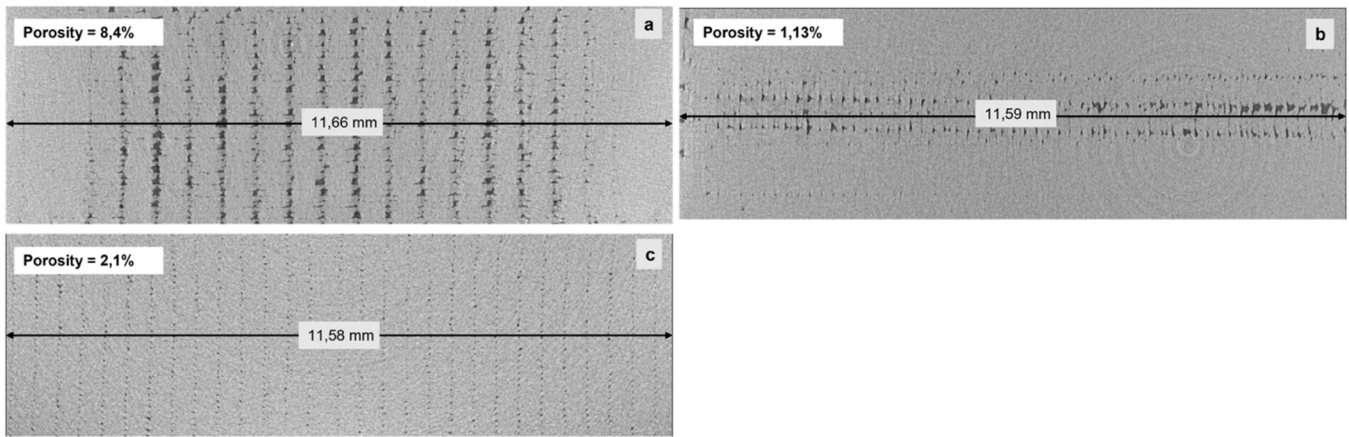 Porosity = 8,4%
a
11,66 mm
Porosity = 1,13%
b
11,59 mm
Porosity = 2,1%
c
11,58 mm